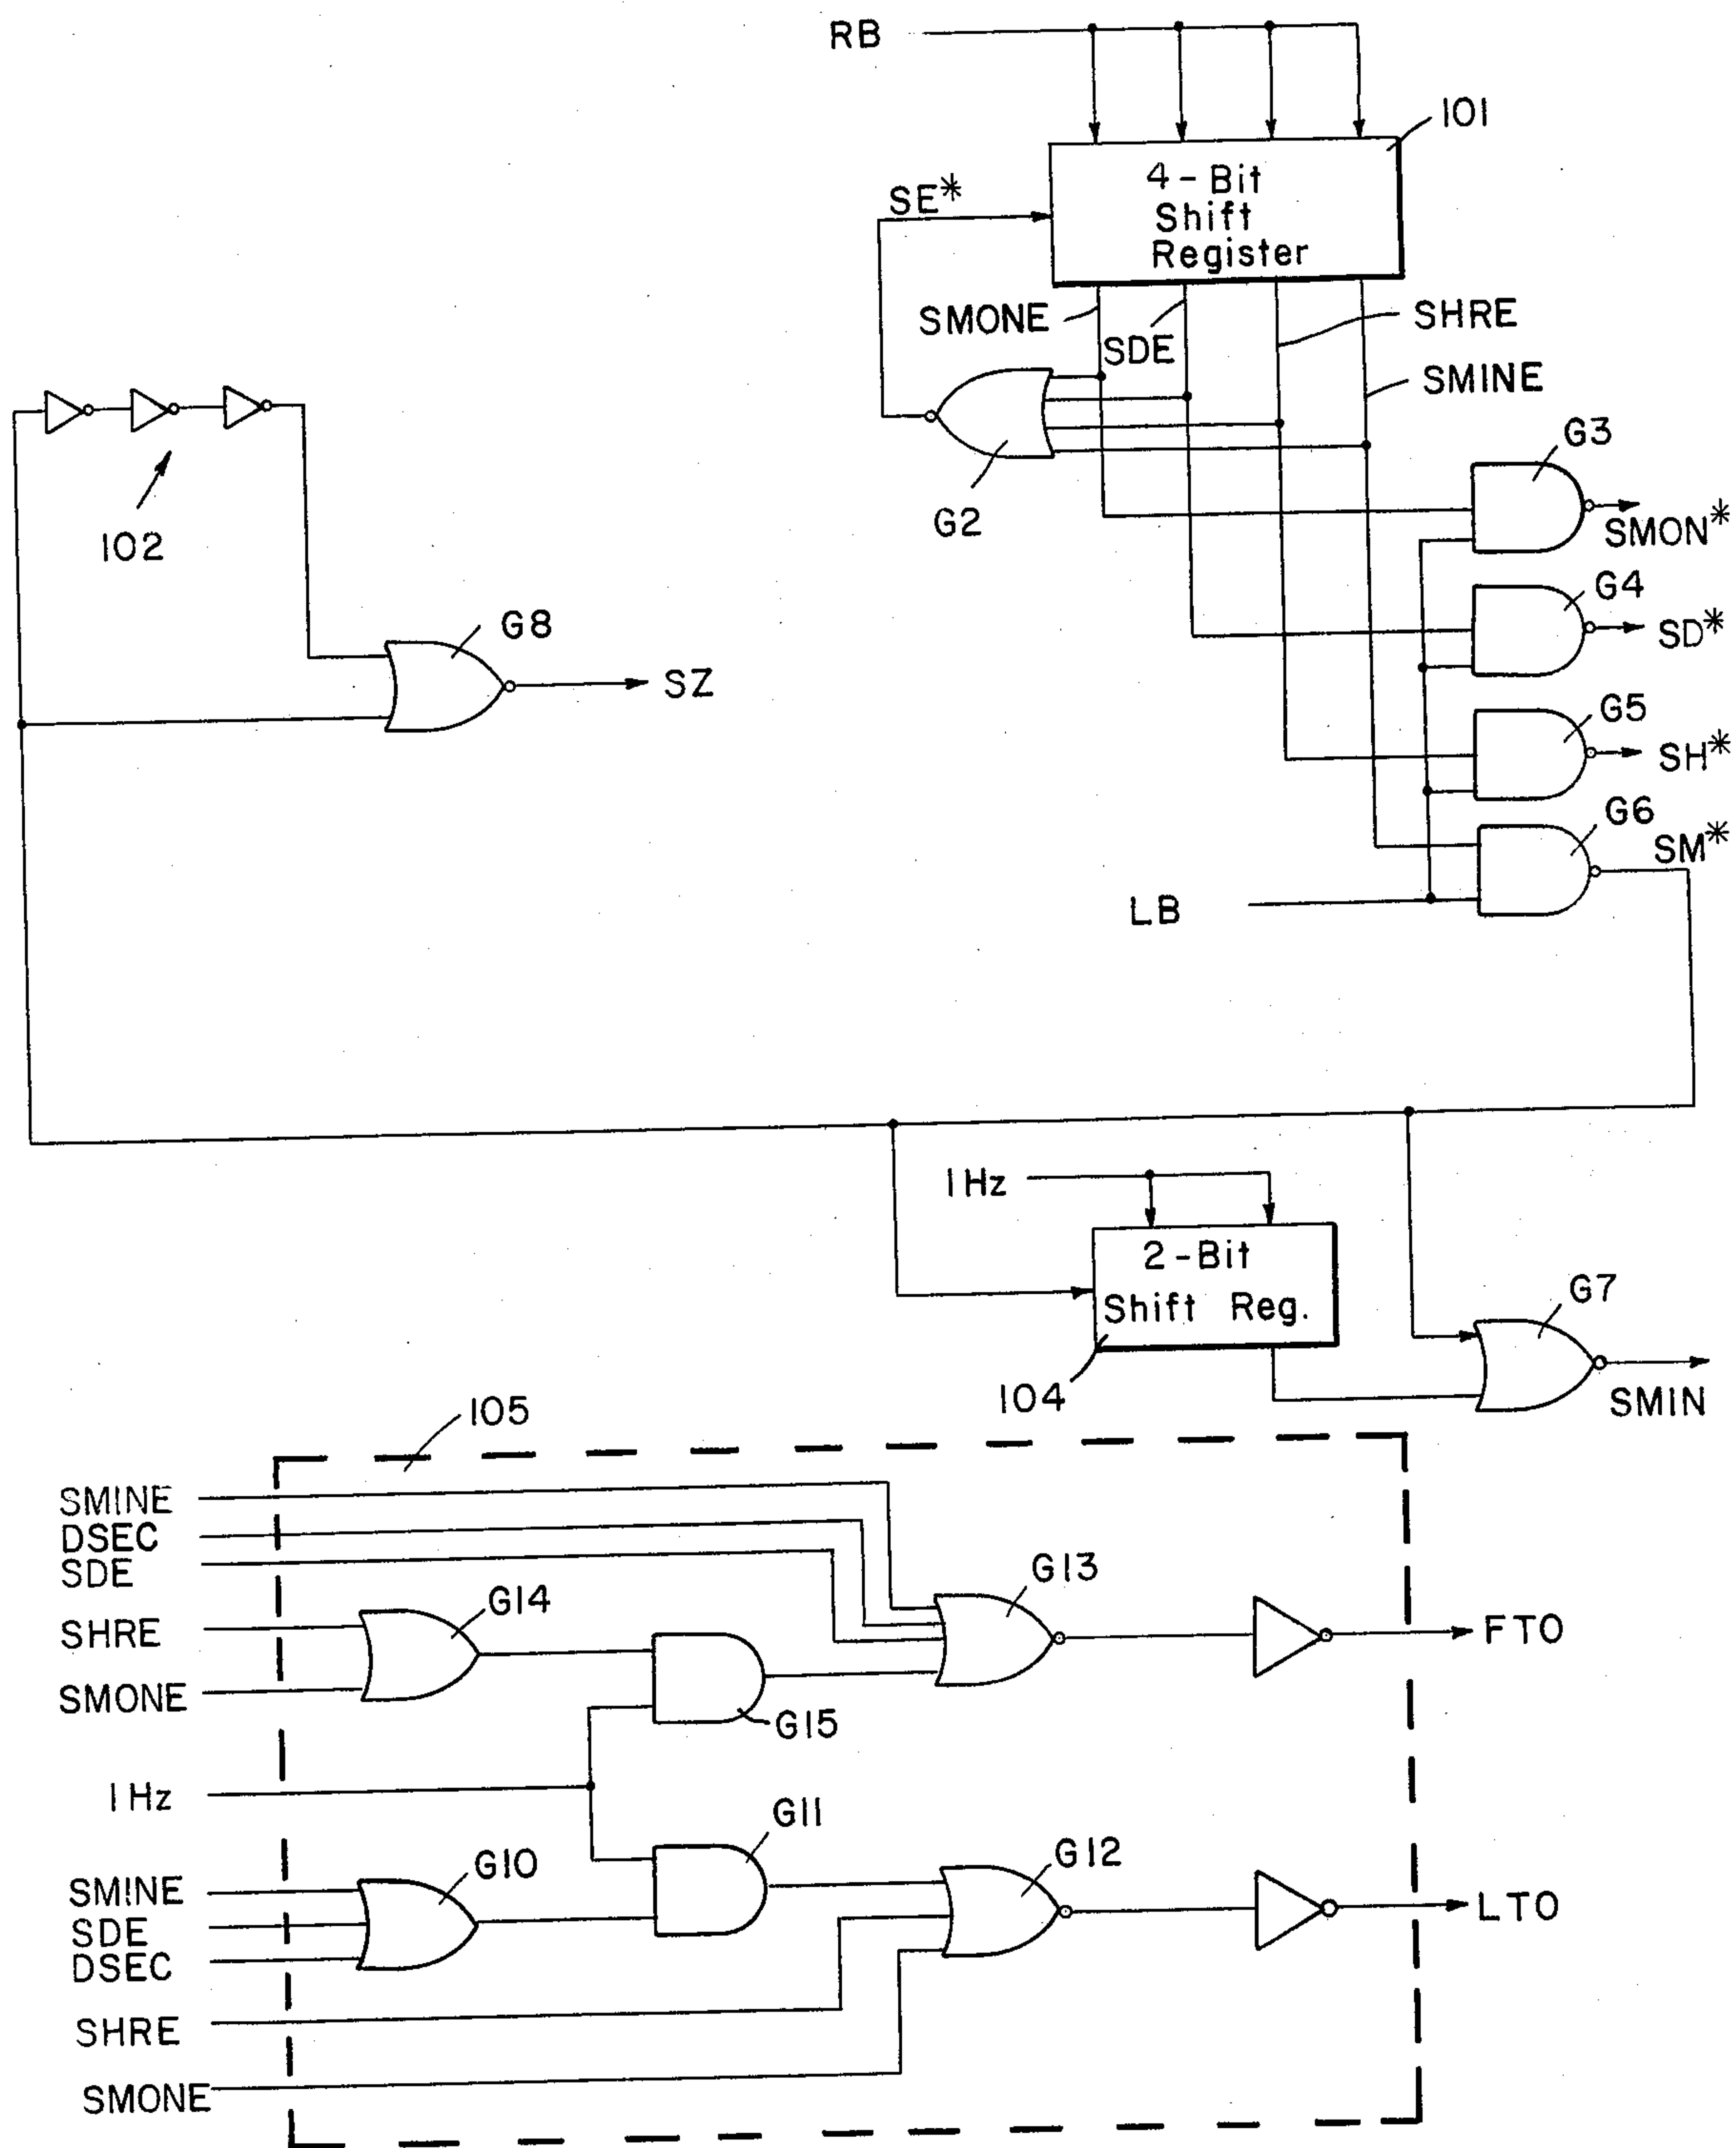 RB
101
4-Bit
Shift
Register
SE*
SMONE
SHRE
SDE
SMINE
G3
G2
SMON*
102
G4
SD*
G8
SZ
G5
SH*
G6
SM*
LB
1Hz
2-Bit
Shift Reg.
G7
104
SMIN
105
SMINE
DSEC
SDE
G13
G14
SHRE
FTO
SMONE
G15
1Hz
G11
G10
G12
SMINE
SDE
LTO
DSEC
SHRE
SMONE